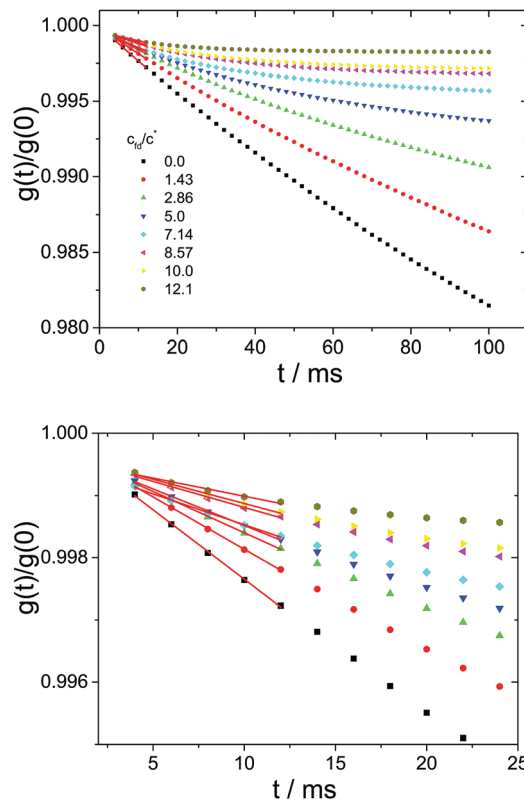 1.000
0.995
0.990
0.985
0.980
g(t)/g(0)
c_fd/c*
0.0
1.43
2.86
5.0
7.14
8.57
10.0
12.1
0 20 40 60 80 100
t / ms
1.000
0.998
0.996
g(t)/g(0)
5 10 15 20 25
t / ms